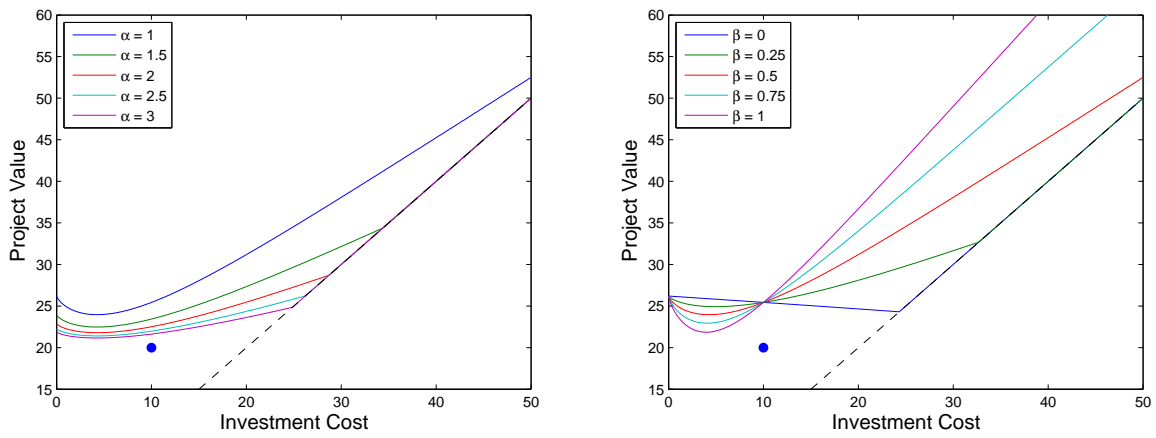 60
55
50
45
40
35
30
25
20
15
0 10 20 30 40 50
Project Value
Investment Cost
α = 1
α = 1.5
α = 2
α = 2.5
α = 3
60
55
50
45
40
35
30
25
20
15
0 10 20 30 40 50
Project Value
Investment Cost
β = 0
β = 0.25
β = 0.5
β = 0.75
β = 1